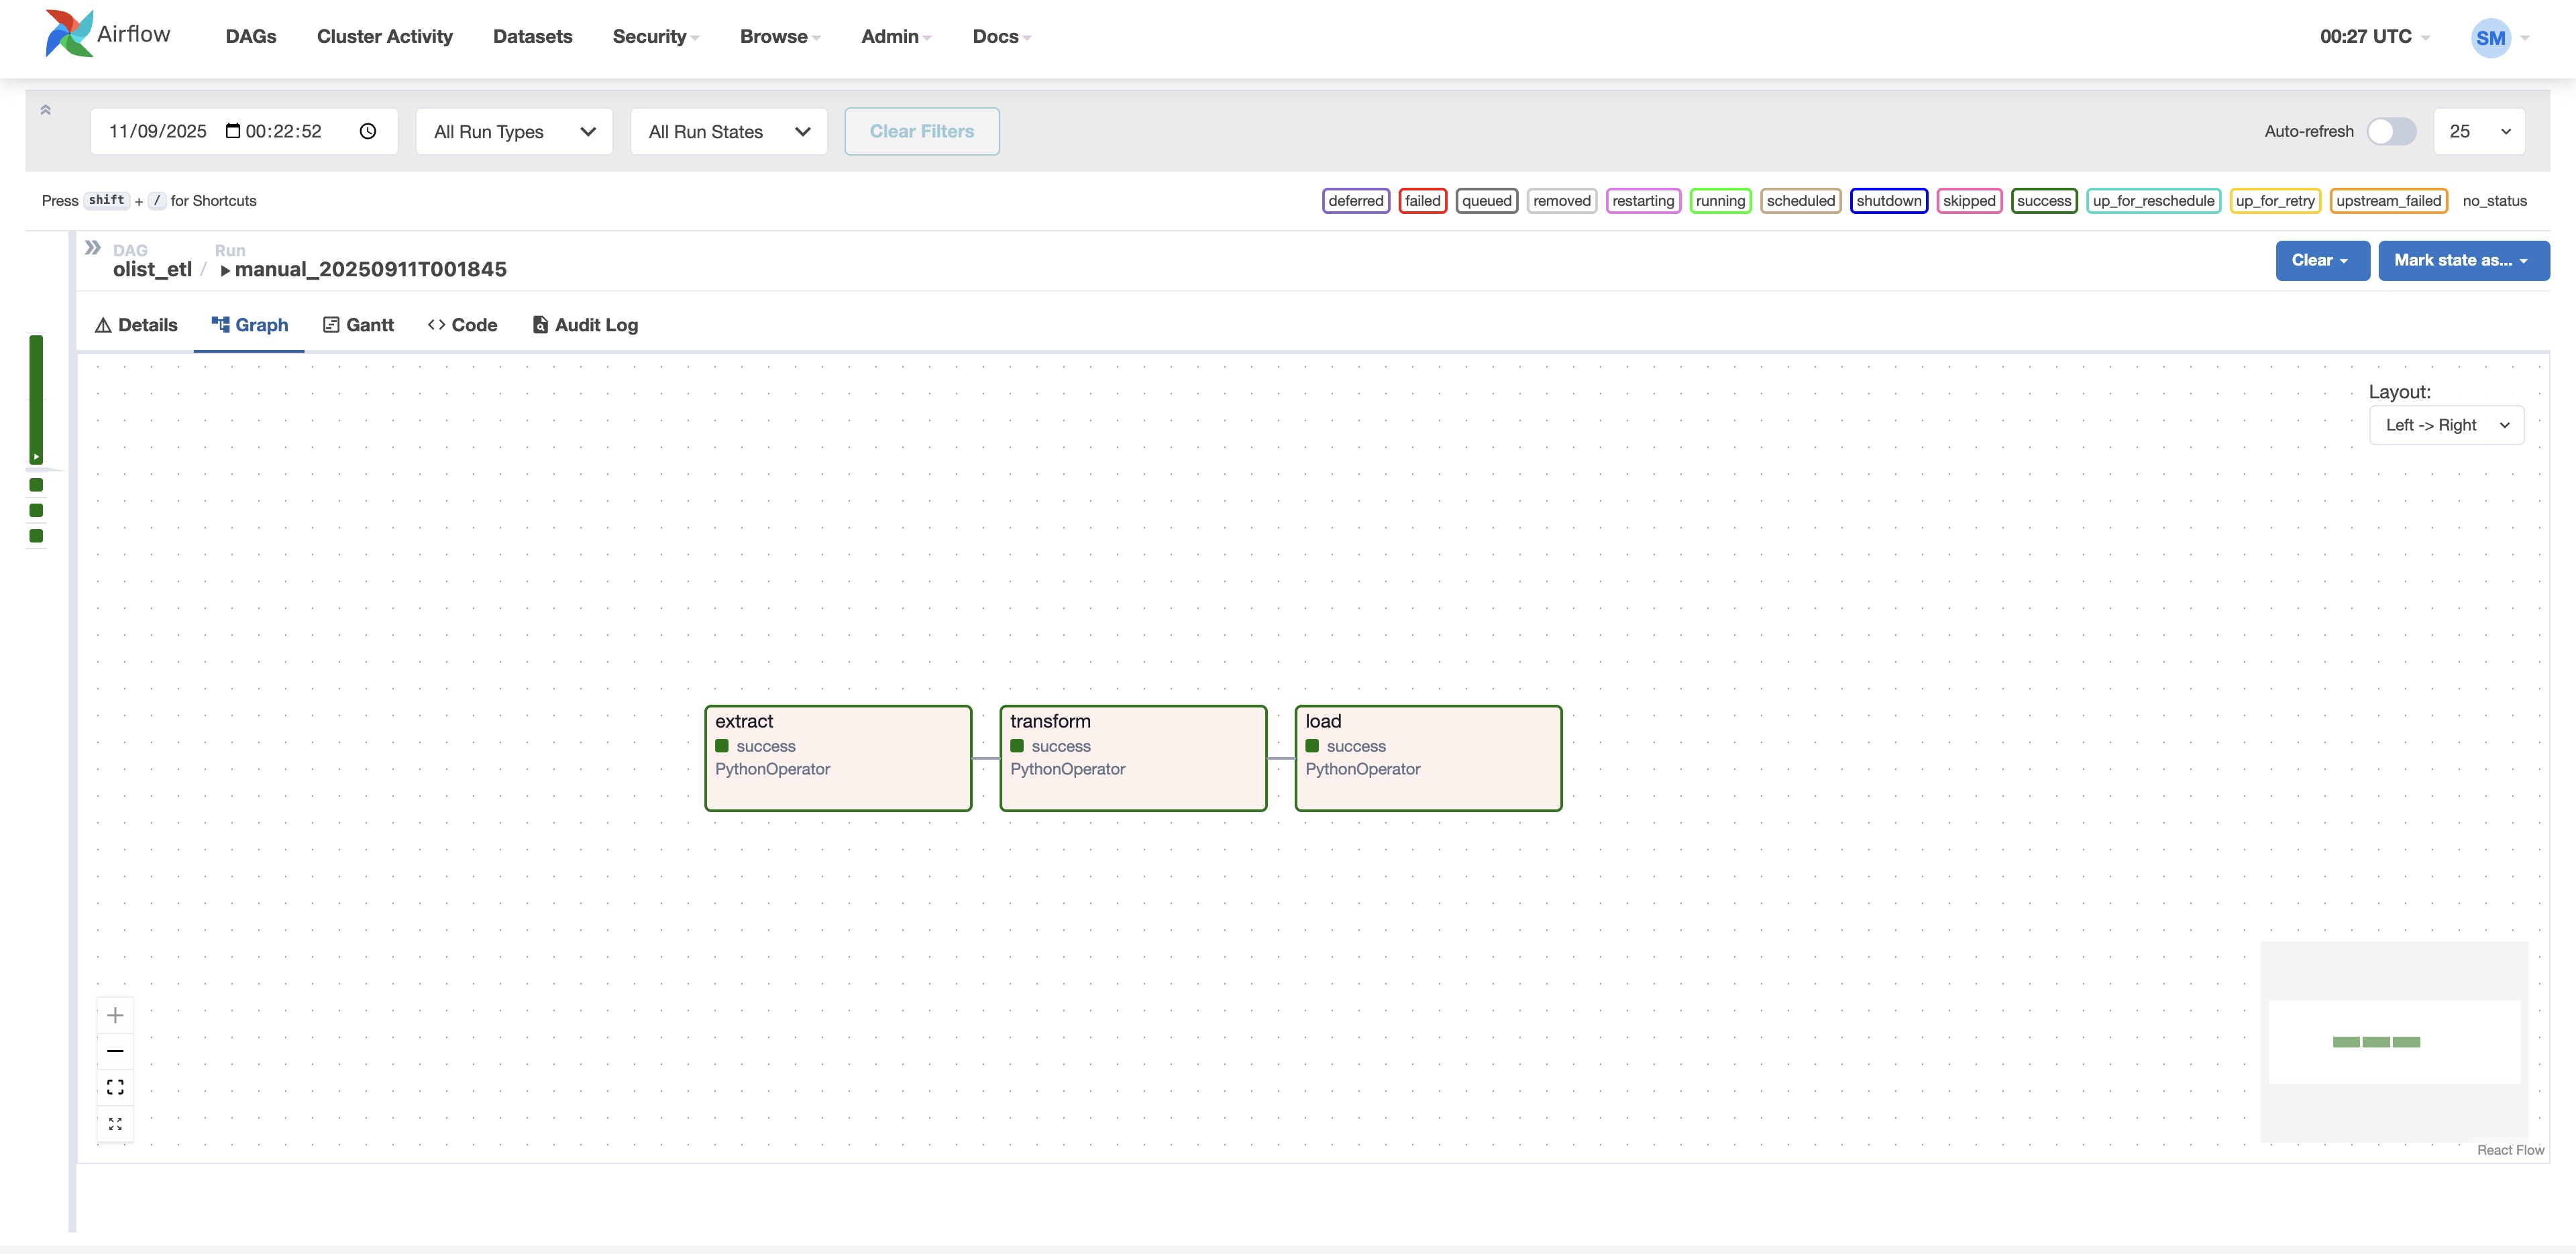 Airflow DAGs Cluster Activity Datasets Security Browse Admin Docs 00:27 UTC SM
11/09/2025 00:22:52 All Run Types All Run States Clear Filters Auto-refresh 25
Press shift + / for Shortcuts deferred failed queued removed restarting running scheduled shutdown skipped success up_for_reschedule up_for_retry upstream_failed no_status
DAG Run
olist_etl / manual_20250911T001845 Clear Mark state as...
Details Graph Gantt Code Audit Log
Layout:
Left -> Right
extract transform load
success success success
PythonOperator PythonOperator PythonOperator
React Flow